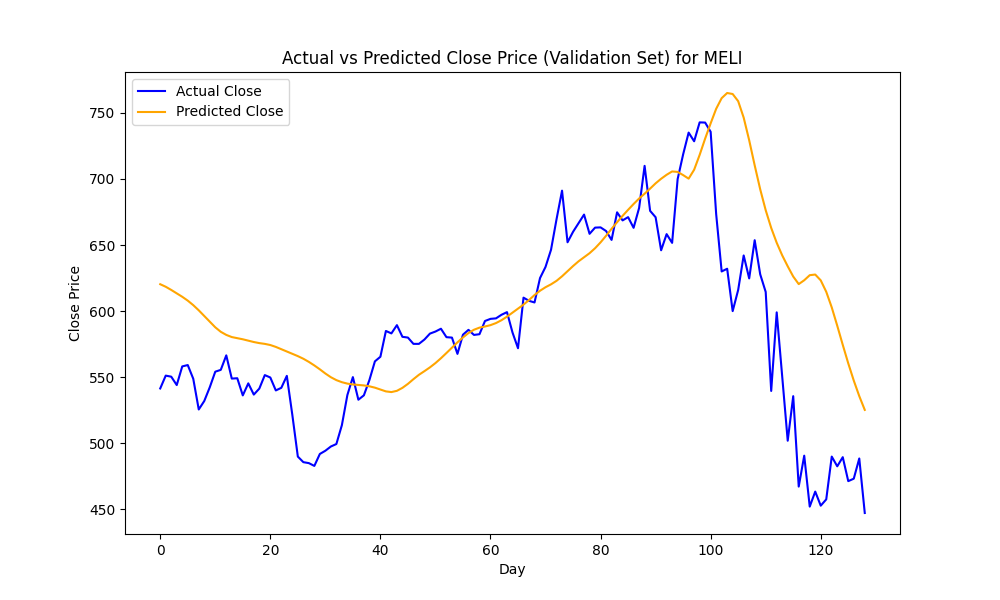 Actual vs Predicted Close Price (Validation Set) for MELI
Actual Close
Predicted Close
Close Price
750
700
650
600
550
500
450
0 20 40 60 80 100 120
Day